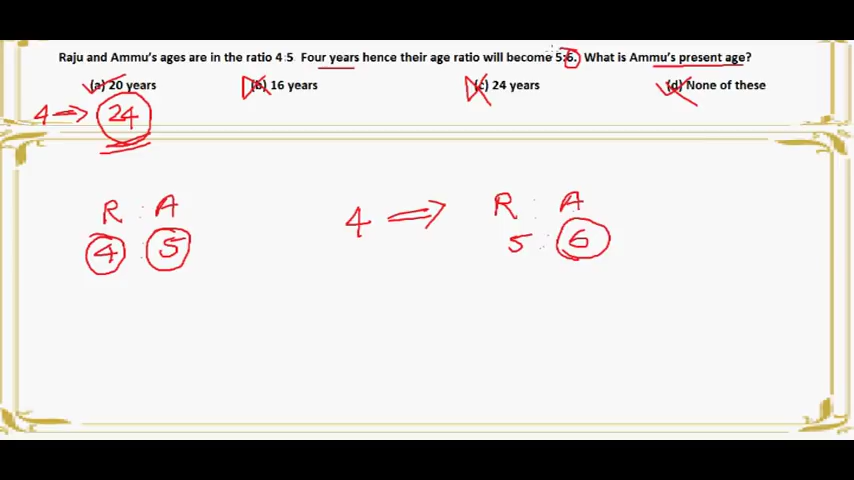 Raju and Ammu's ages are in the ratio 4:5. Four years hence their age ratio will become 5:6. What is Ammu's present age?
(a) 20 years (b) 16 years (c) 24 years (d) None of these
4 ⇒ 24
R : A 4 ⇒ R : A
4 : 5 5 : 6